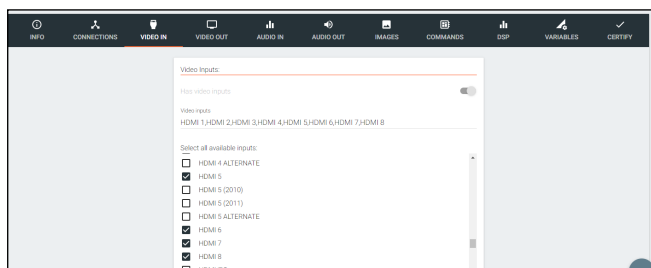 INFO CONNECTIONS VIDEO IN VIDEO OUT AUDIO IN AUDIO OUT IMAGES COMMANDS DSP VARIABLES CERTIFY
Video Inputs:
Has video inputs
Video inputs
HDMI 1,HDMI 2,HDMI 3,HDMI 4,HDMI 5,HDMI 6,HDMI 7,HDMI 8
Select all available inputs:
HDMI 4 ALTERNATE
HDMI 5
HDMI 5 (2010)
HDMI 5 (2011)
HDMI 5 ALTERNATE
HDMI 6
HDMI 7
HDMI 8